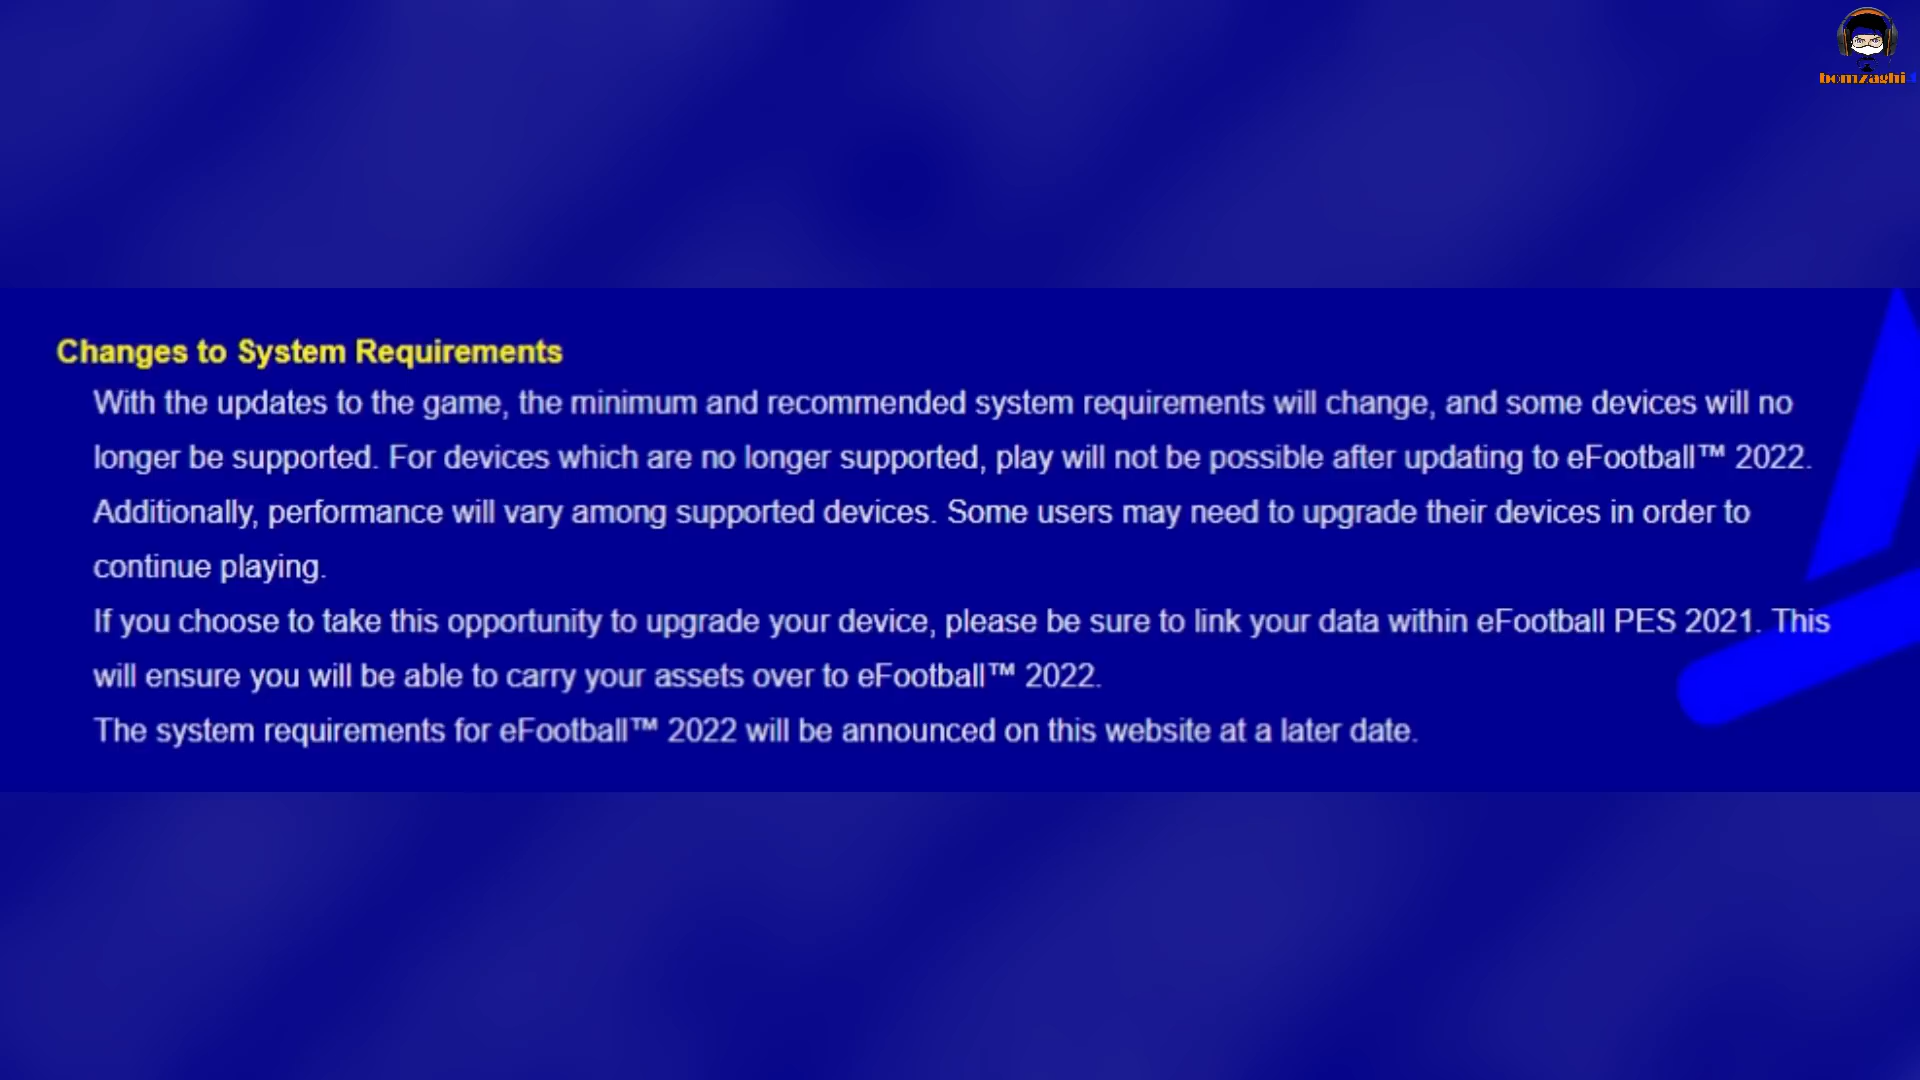 bomzaghi
Changes to System Requirements
With the updates to the game, the minimum and recommended system requirements will change, and some devices will no
longer be supported. For devices which are no longer supported, play will not be possible after updating to eFootball™ 2022.
Additionally, performance will vary among supported devices. Some users may need to upgrade their devices in order to
continue playing.
If you choose to take this opportunity to upgrade your device, please be sure to link your data within eFootball PES 2021. This
will ensure you will be able to carry your assets over to eFootball™ 2022.
The system requirements for eFootball™ 2022 will be announced on this website at a later date.